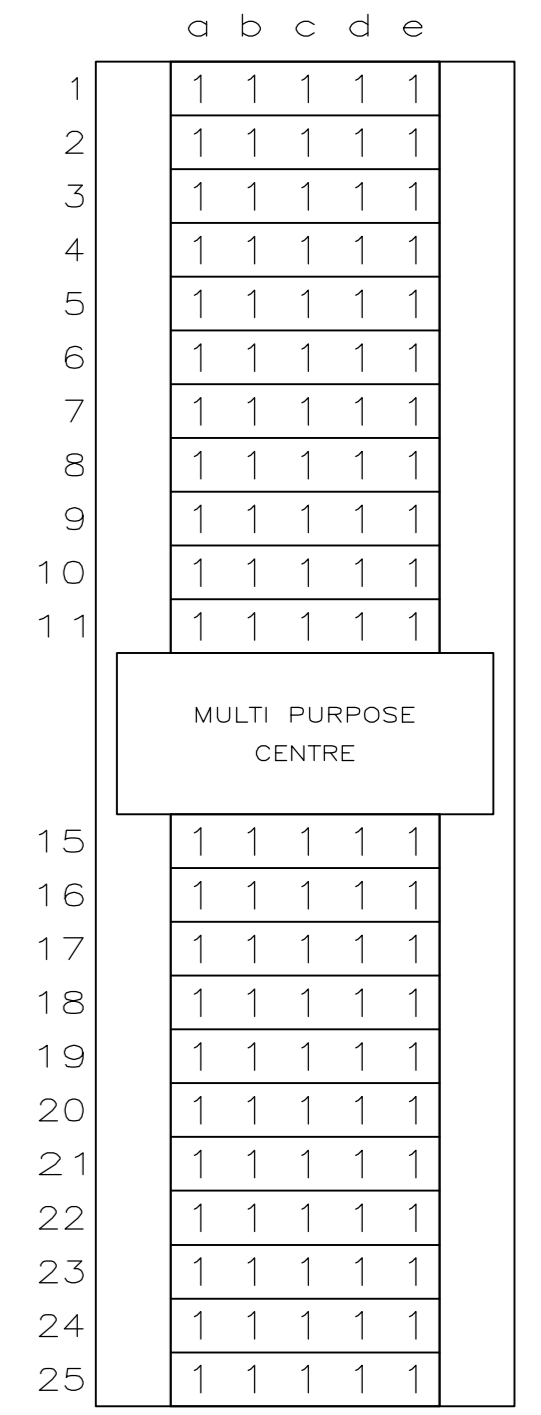 a b c d e
1 1 1 1 1 1
2 1 1 1 1 1
3 1 1 1 1 1
4 1 1 1 1 1
5 1 1 1 1 1
6 1 1 1 1 1
7 1 1 1 1 1
8 1 1 1 1 1
9 1 1 1 1 1
10 1 1 1 1 1
11 1 1 1 1 1
MULTI PURPOSE
CENTRE
15 1 1 1 1 1
16 1 1 1 1 1
17 1 1 1 1 1
18 1 1 1 1 1
19 1 1 1 1 1
20 1 1 1 1 1
21 1 1 1 1 1
22 1 1 1 1 1
23 1 1 1 1 1
24 1 1 1 1 1
25 1 1 1 1 1